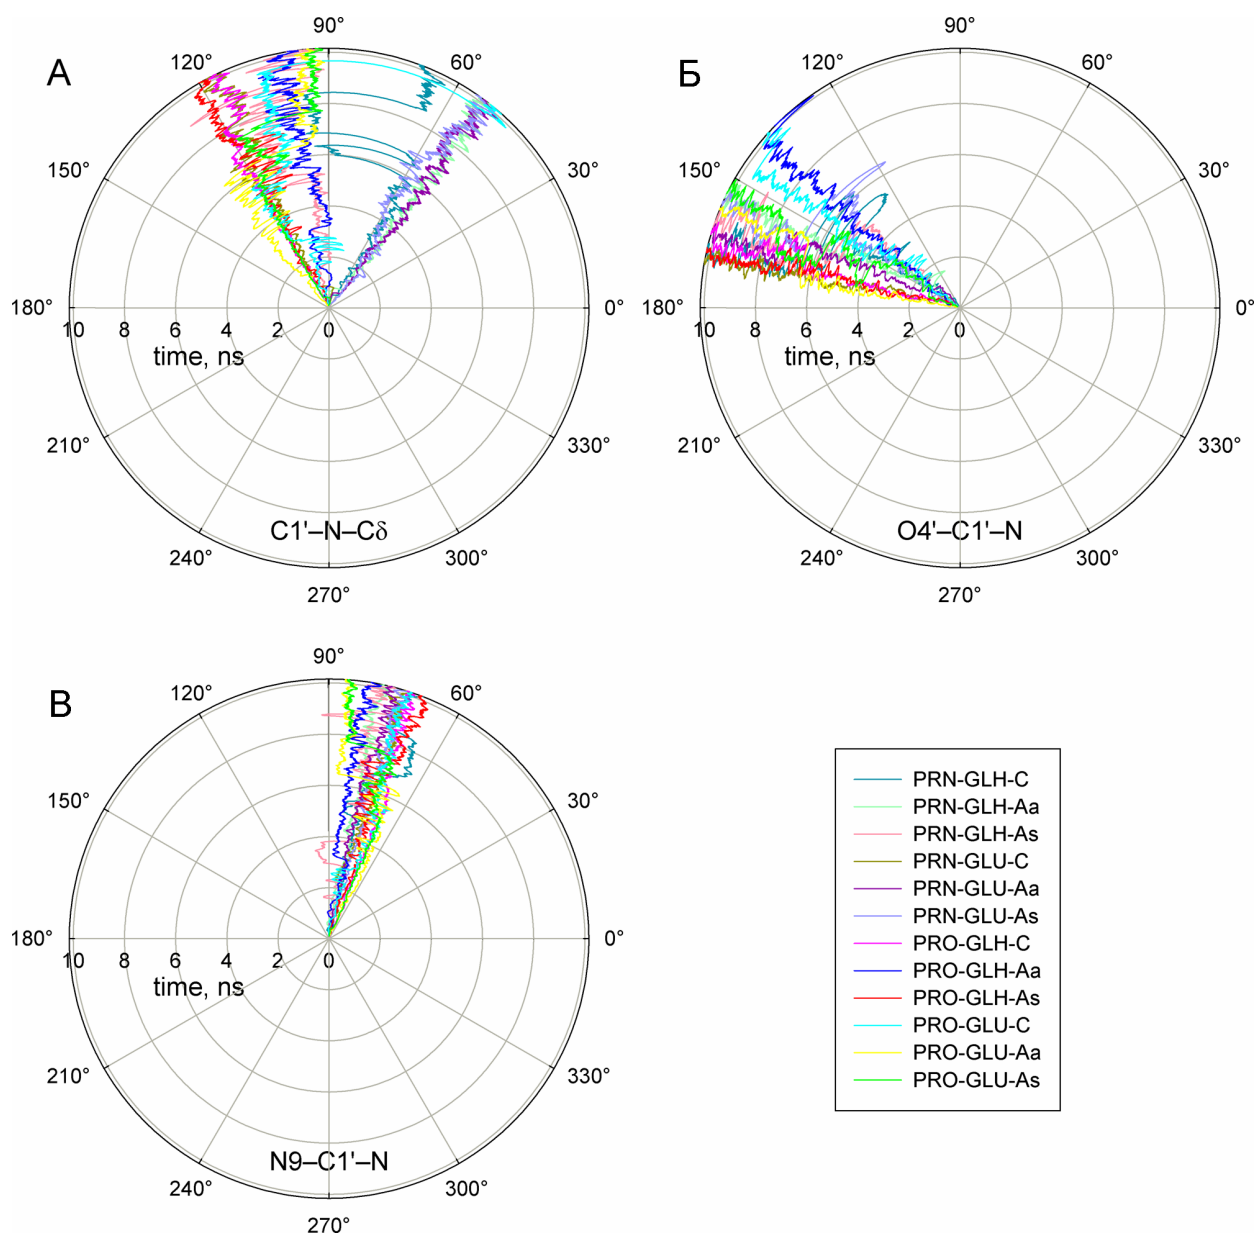 А
90°
120°
60°
150°
30°
180°
0°
10 8 6 4 2 0
time, ns
210°
330°
C1'–N–Cδ
240°
300°
270°
Б
90°
120°
60°
150°
30°
180°
0°
10 8 6 4 2 0
time, ns
210°
330°
O4'–C1'–N
240°
300°
270°
В
90°
120°
60°
150°
30°
180°
0°
10 8 6 4 2 0
time, ns
210°
330°
N9–C1'–N
240°
300°
270°
PRN-GLH-C
PRN-GLH-Aa
PRN-GLH-As
PRN-GLU-C
PRN-GLU-Aa
PRN-GLU-As
PRO-GLH-C
PRO-GLH-Aa
PRO-GLH-As
PRO-GLU-C
PRO-GLU-Aa
PRO-GLU-As